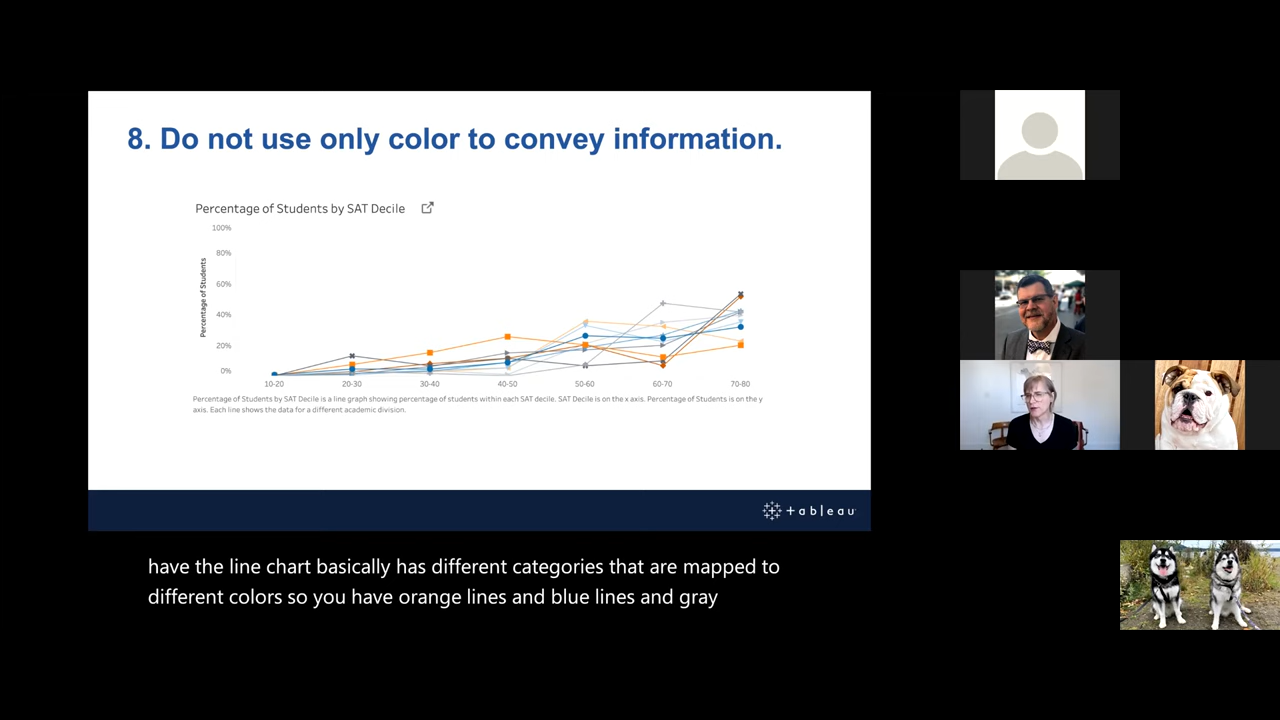 8. Do not use only color to convey information.
Percentage of Students by SAT Decile
100%
80%
60%
40%
20%
0%
Percentage of Students
10-20 20-30 30-40 40-50 50-60 60-70 70-80
Percentage of Students by SAT Decile is a line graph showing percentage of students within each SAT decile. SAT Decile is on the x axis. Percentage of Students is on the y
axis. Each line shows the data for a different academic division.
+ableau
have the line chart basically has different categories that are mapped to
different colors so you have orange lines and blue lines and gray